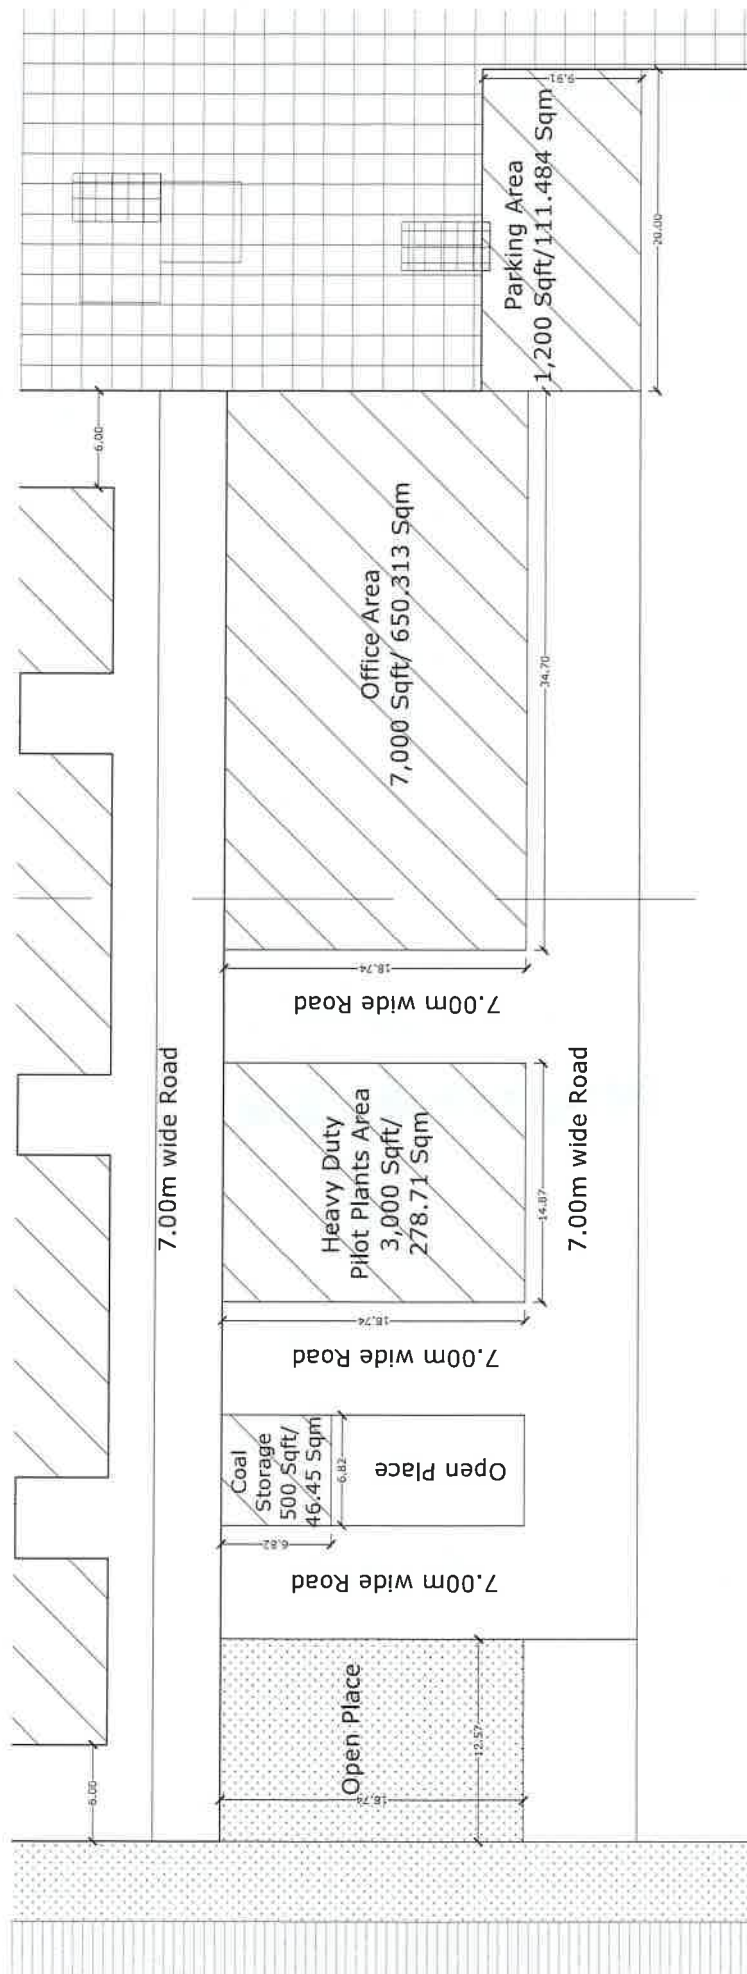 9.91
Parking Area
1,200 Sqft/111.484 Sqm
20.00
6.00
Office Area
7,000 Sqft/ 650.313 Sqm
34.70
18.74
7.00m wide Road
7.00m wide Road
Heavy Duty
Pilot Plants Area
3,000 Sqft/
278.71 Sqm
14.87
7.00m wide Road
18.74
7.00m wide Road
Coal
Storage
500 Sqft/
46.45 Sqm
6.82
Open Place
6.82
7.00m wide Road
Open Place
12.57
18.74
6.00